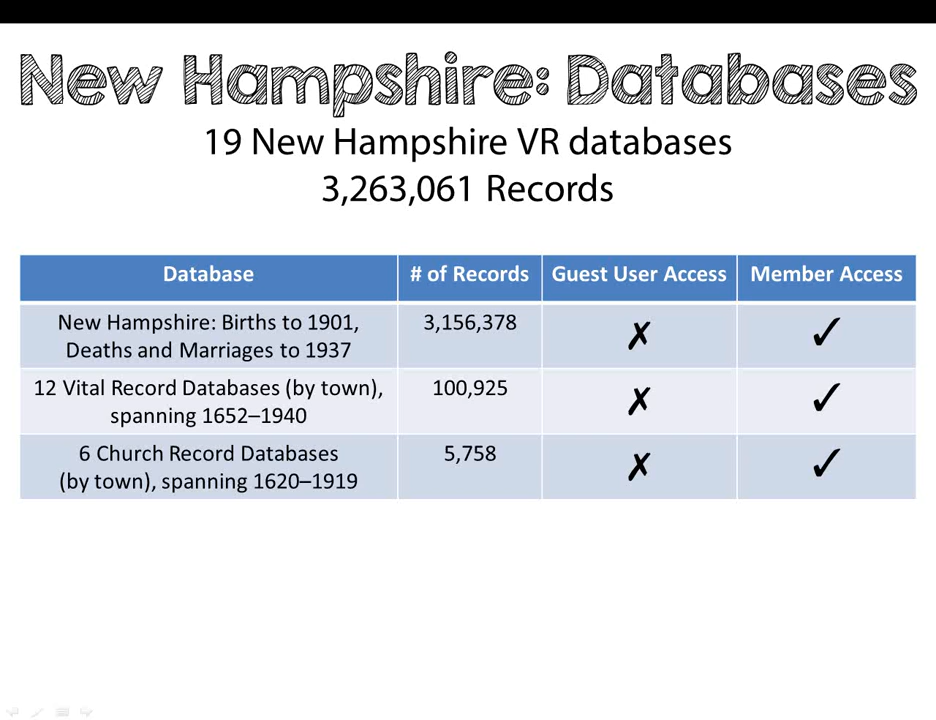 New Hampshire: Databases
19 New Hampshire VR databases
3,263,061 Records
Database # of Records Guest User Access Member Access
New Hampshire: Births to 1901,
Deaths and Marriages to 1937
3,156,378 ✗ ✓
12 Vital Record Databases (by town),
spanning 1652–1940
100,925 ✗ ✓
6 Church Record Databases
(by town), spanning 1620–1919
5,758 ✗ ✓